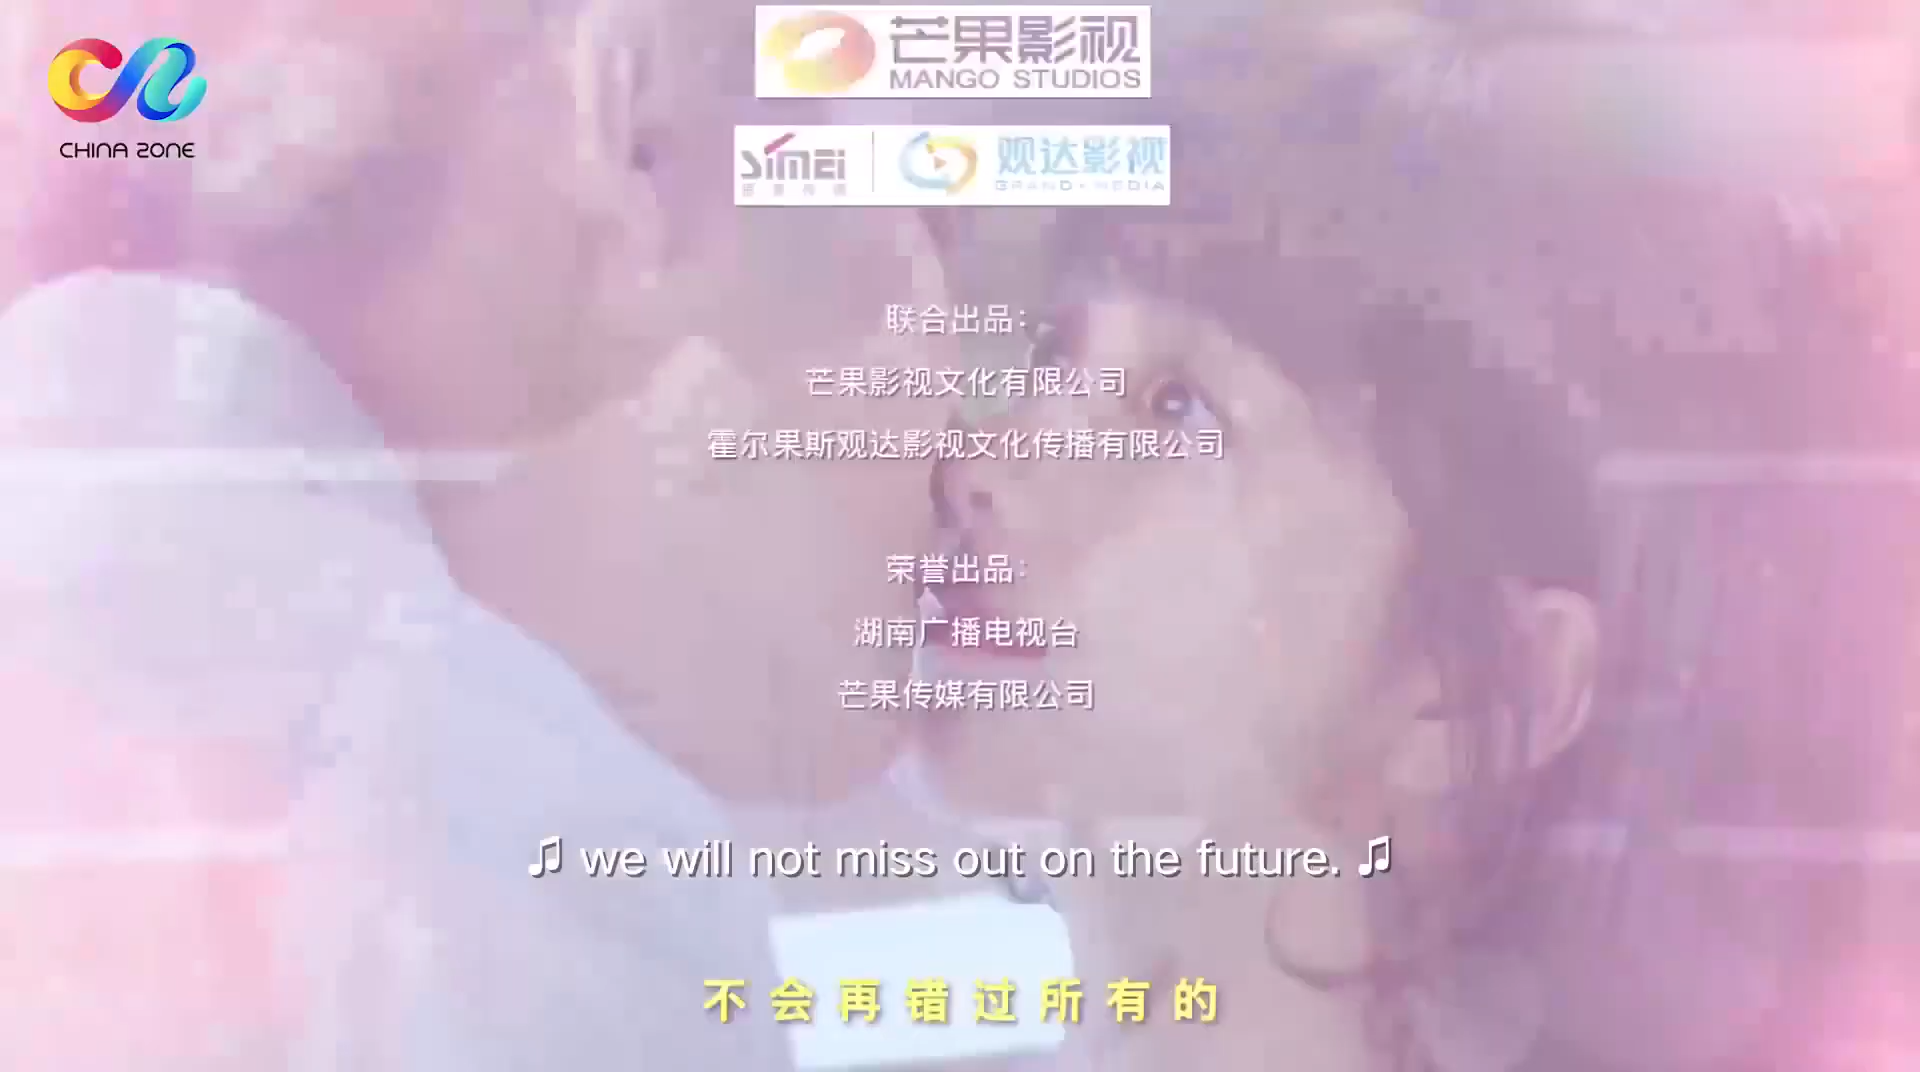 CHINA ZONE
芒果影视
MANGO STUDIOS
SIMEI
观达影视
GRAND·MEDIA
联合出品：
芒果影视文化有限公司
霍尔果斯观达影视文化传播有限公司
荣誉出品：
湖南广播电视台
芒果传媒有限公司
♫ we will not miss out on the future. ♫
不会再错过所有的